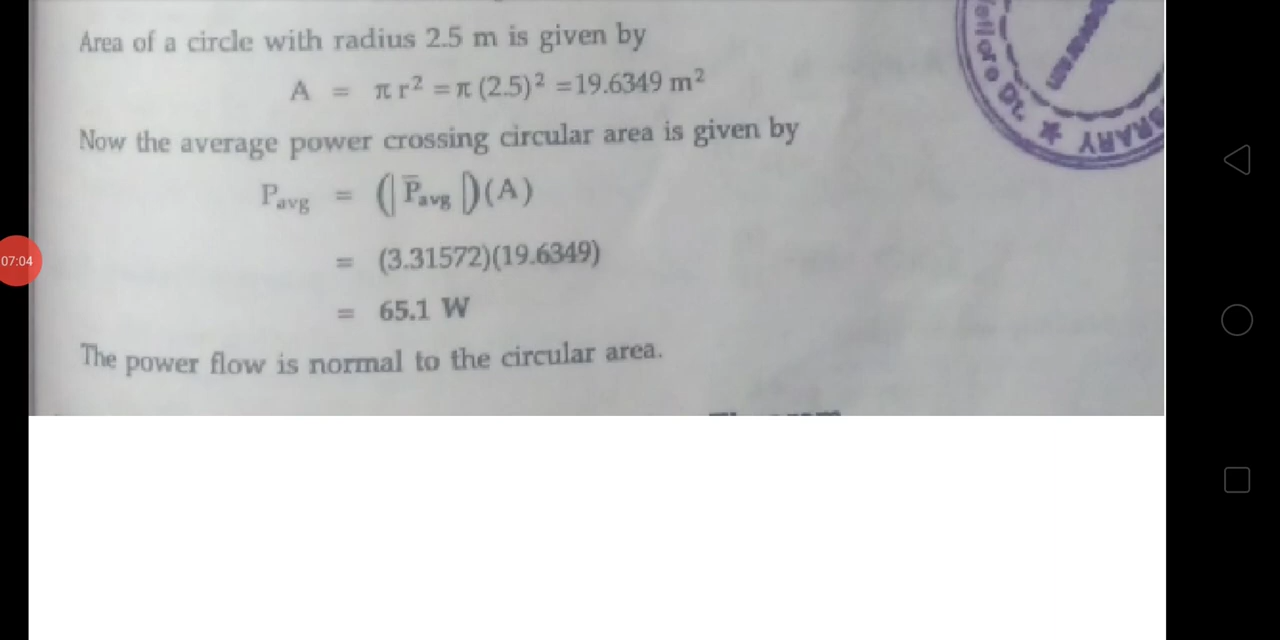 Area of a circle with radius 2.5 m is given by
A = π r² = π (2.5)² = 19.6349 m²
Now the average power crossing circular area is given by
Pavg = (| P̅avg |)(A)
= (3.31572)(19.6349)
= 65.1 W
The power flow is normal to the circular area.
07:04